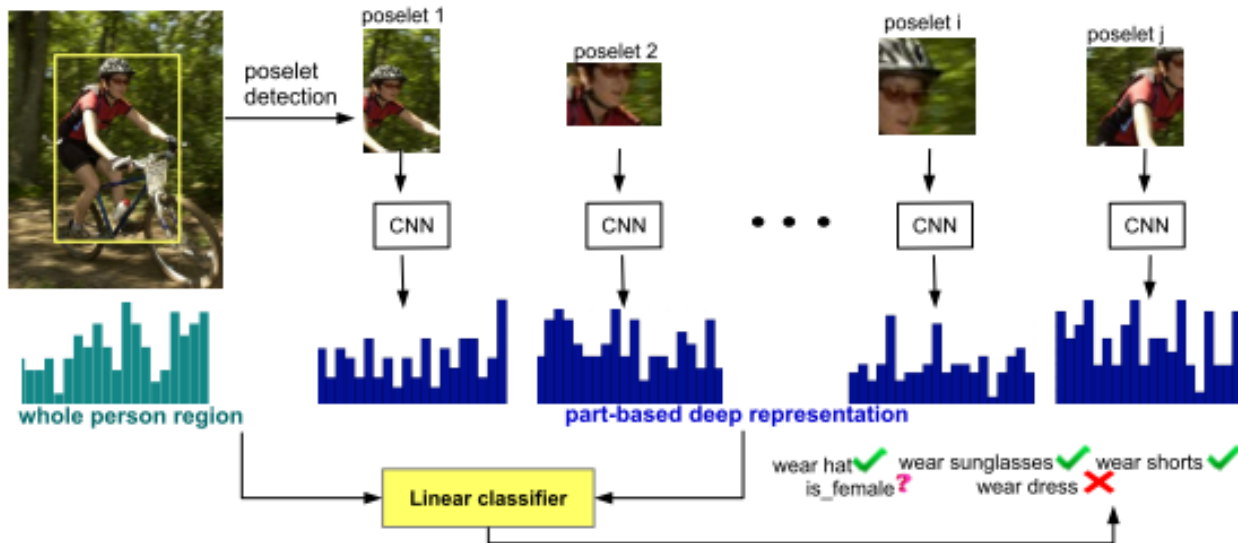 poselet 1
poselet 2
poselet i
poselet j
poselet
detection
CNN
CNN
CNN
CNN
whole person region
part-based deep representation
wear hat
wear sunglasses
wear shorts
is_female?
wear dress
Linear classifier